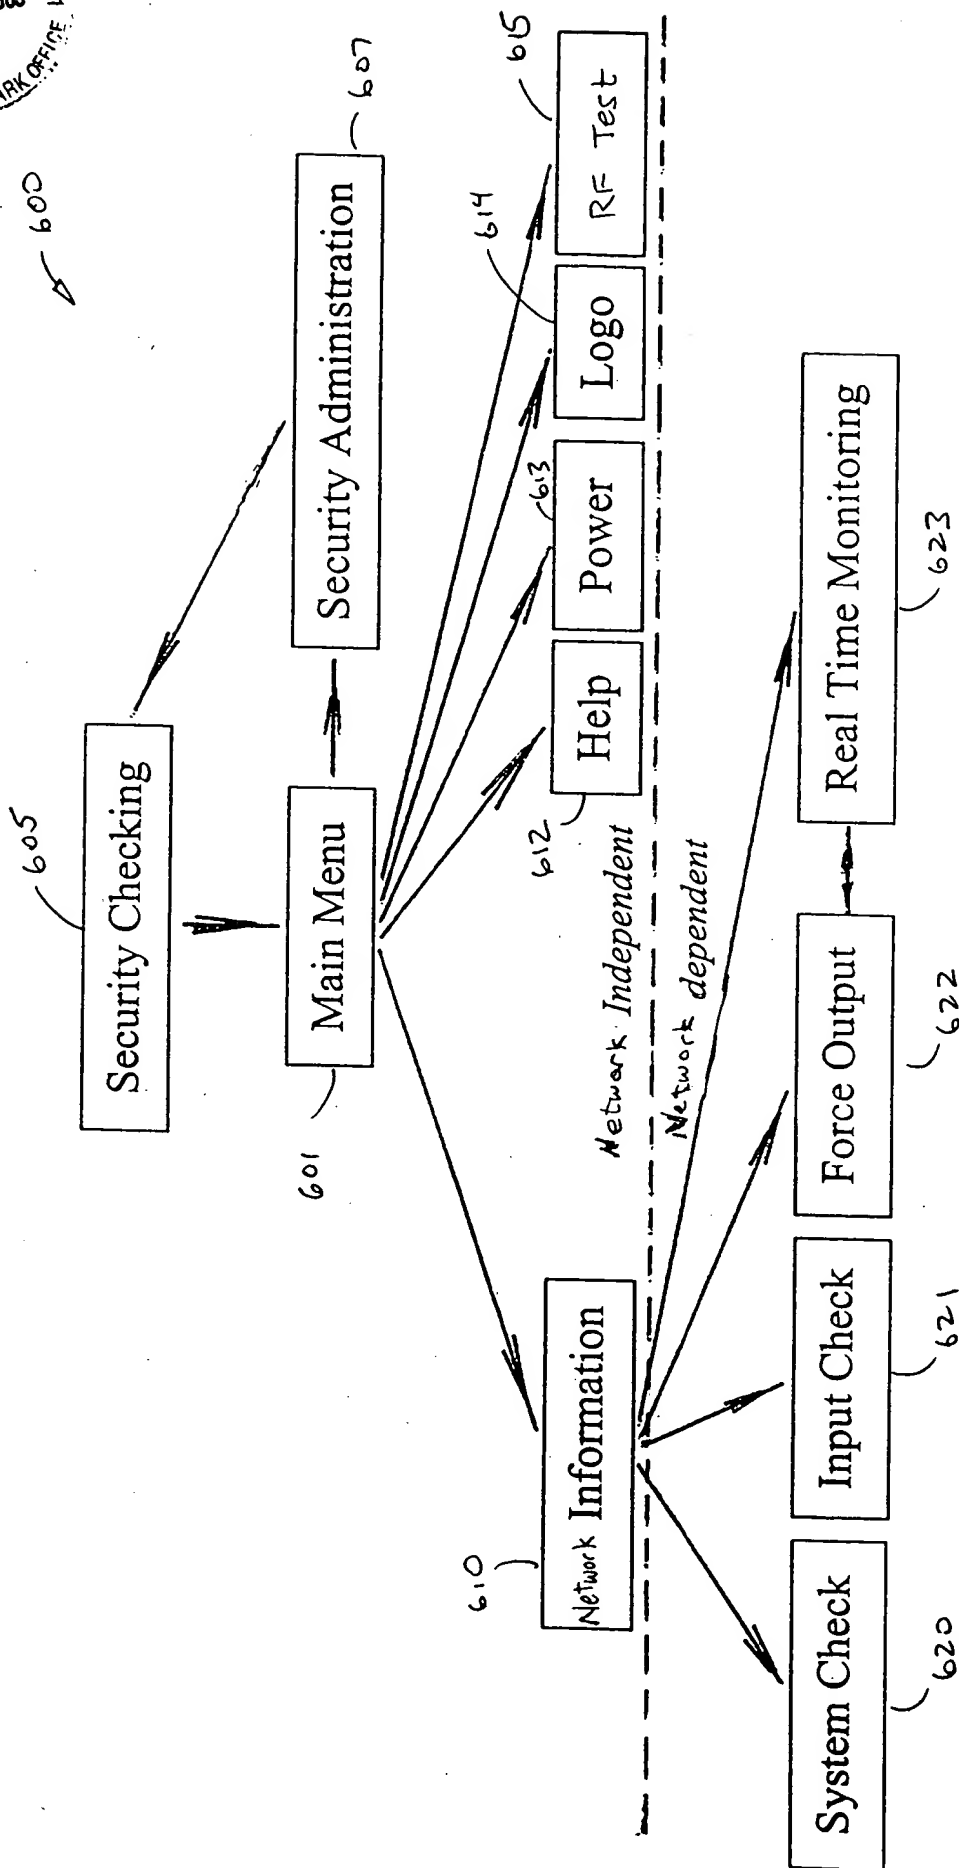 600
605
Security Checking
601
Main Menu
Security Administration
607
610
Network Information
612
Help
613
Power
614
Logo
615
RF Test
Network Independent
Network dependent
System Check
620
Input Check
621
Force Output
622
Real Time Monitoring
623
OFFICE